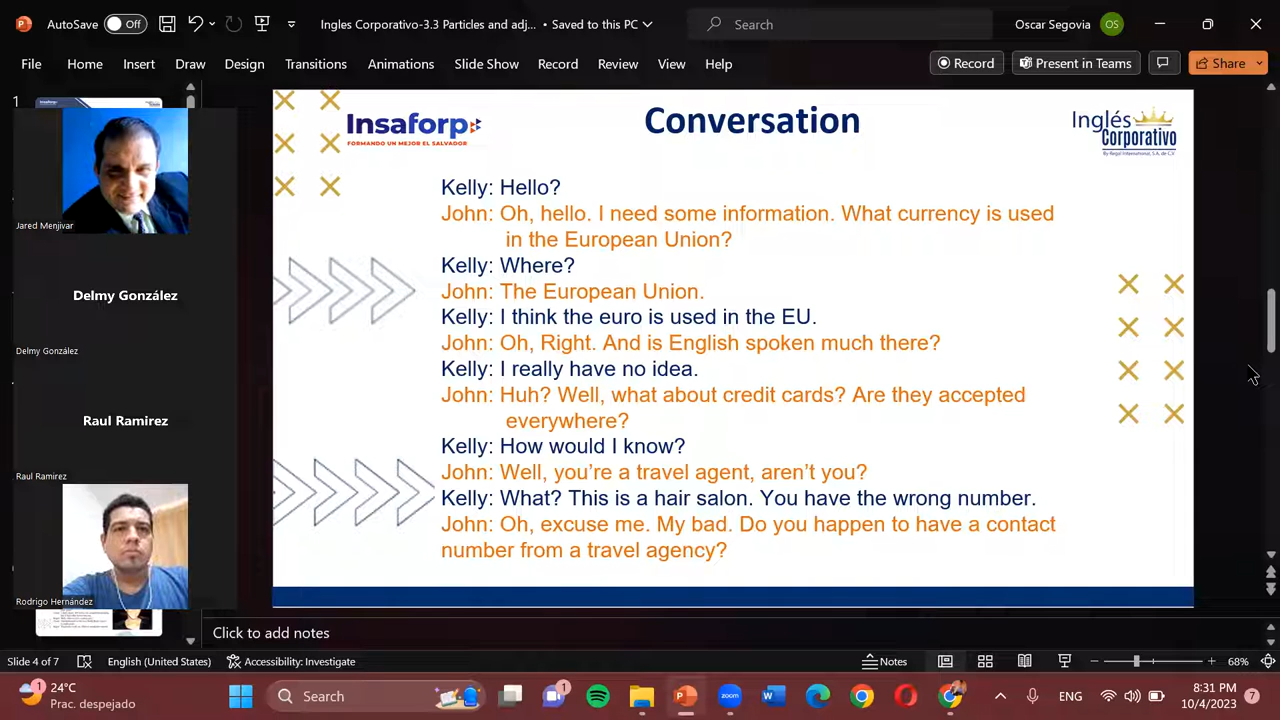 AutoSave Off
Ingles Corporativo-3.3 Particles and adj... • Saved to this PC
Search
Oscar Segovia OS
File Home Insert Draw Design Transitions Animations Slide Show Record Review View Help
Record
Present in Teams
Share
1
Insaforp
FORMANDO UN MEJOR EL SALVADOR
Conversation
Inglés
Corporativo
By Regal International, S.A. de C.V.
Kelly: Hello?
John: Oh, hello. I need some information. What currency is used
in the European Union?
Kelly: Where?
John: The European Union.
Kelly: I think the euro is used in the EU.
John: Oh, Right. And is English spoken much there?
Kelly: I really have no idea.
John: Huh? Well, what about credit cards? Are they accepted
everywhere?
Kelly: How would I know?
John: Well, you’re a travel agent, aren’t you?
Kelly: What? This is a hair salon. You have the wrong number.
John: Oh, excuse me. My bad. Do you happen to have a contact
number from a travel agency?
Jared Menjivar
Delmy González
Delmy González
Raul Ramirez
Raul Ramirez
Rodrigo Hernández
Click to add notes
Slide 4 of 7
English (United States)
Accessibility: Investigate
Notes
68%
1
24°C
Prac. despejado
Search
1
zoom
ENG
8:31 PM
10/4/2023
7